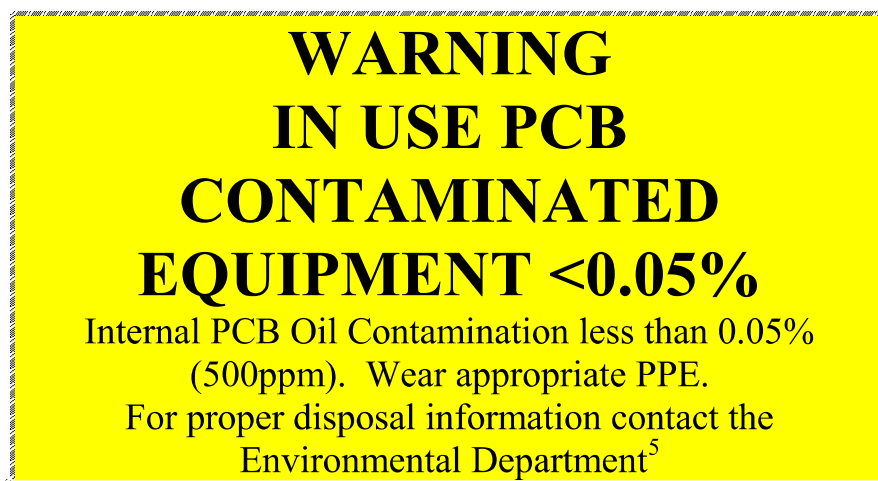 WARNING
IN USE PCB
CONTAMINATED
EQUIPMENT <0.05%
Internal PCB Oil Contamination less than 0.05%
(500ppm).  Wear appropriate PPE.
For proper disposal information contact the
Environmental Department⁵